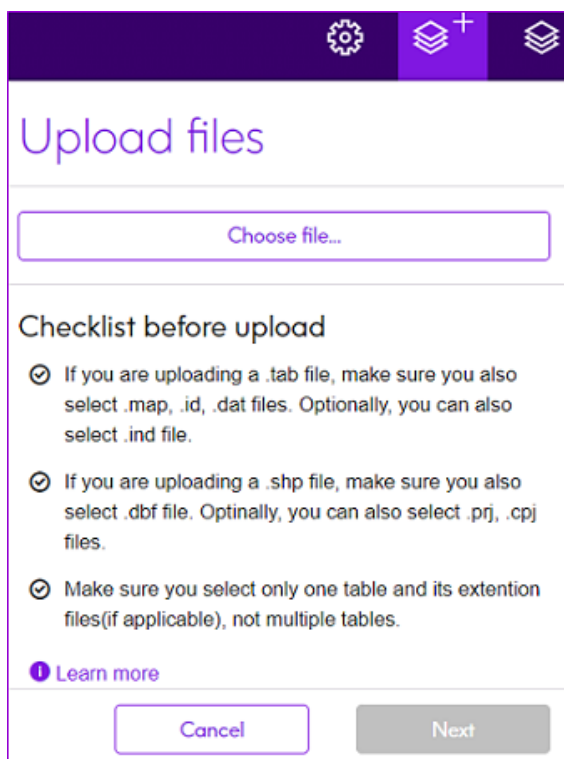 Upload files
Choose file...
Checklist before upload
If you are uploading a .tab file, make sure you also
select .map, .id, .dat files. Optionally, you can also
select .ind file.
If you are uploading a .shp file, make sure you also
select .dbf file. Optinally, you can also select .prj, .cpj
files.
Make sure you select only one table and its extention
files(if applicable), not multiple tables.
Learn more
Cancel
Next